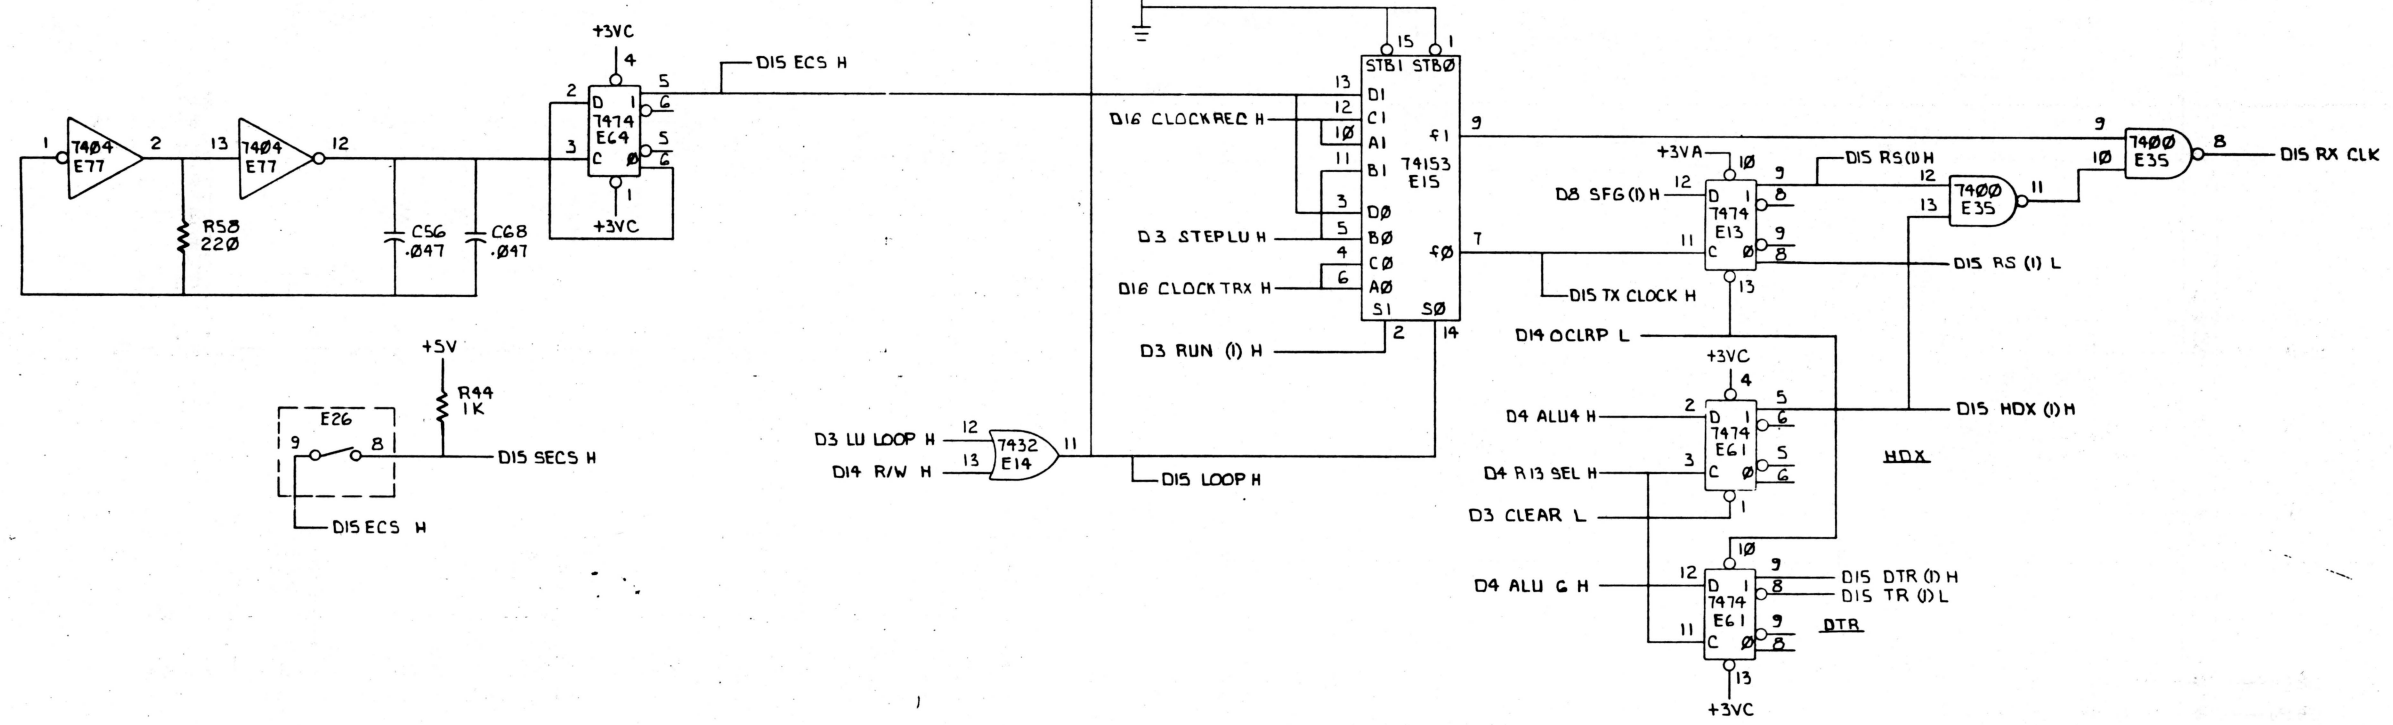 +3VC
4
2 D 1 5
6
7474
E64
5
3 C Ø 6
1
+3VC
D15 ECS H
1 7404 2
E77
13 7404 12
E77
R58
220
C56
.047
C68
.047
+5V
R44
1K
E26
9 8
D15 SECS H
D15 ECS H
15 1
STB1 STBØ
13 D1
D16 CLOCKREC H 12 C1
10 A1
f1 9
11 B1
74153
E15
3 DØ
D3 STEPLU H 5 BØ
fØ 7
4 CØ
D16 CLOCKTRX H 6 AØ
S1 SØ
2 14
D3 RUN (1) H
D3 LU LOOP H 12
7432 11
E14
D14 R/W H 13
D15 LOOP H
+3VA 10
D8 SFG (1) H 12 D 1 9
8
7474
E13
9
11 C Ø 8
13
D15 RS(1)H
D15 RS (1) L
D15 TX CLOCK H
12
7400 11
E35
13
9
7400 8
E35
10
D15 RX CLK
D14 OCLRP L
+3VC
4
D4 ALU4 H 2 D 1 5
6
7474
E61
5
D4 R13 SEL H 3 C Ø 6
D3 CLEAR L 1
D15 HDX (1) H
HDX
10
D4 ALU 6 H 12 D 1 9
8
7474
E61
9
11 C Ø 8
13
+3VC
D15 DTR (1) H
D15 TR (1) L
DTR